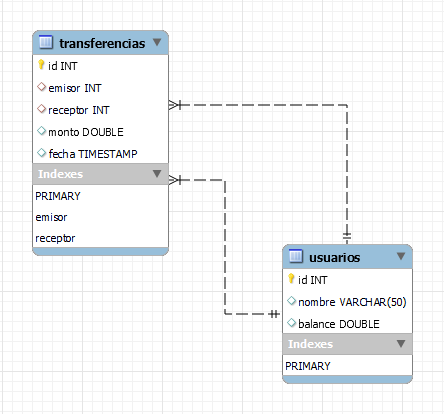 transferencias
id INT
emisor INT
receptor INT
monto DOUBLE
fecha TIMESTAMP
Indexes
PRIMARY
emisor
receptor
usuarios
id INT
nombre VARCHAR(50)
balance DOUBLE
Indexes
PRIMARY